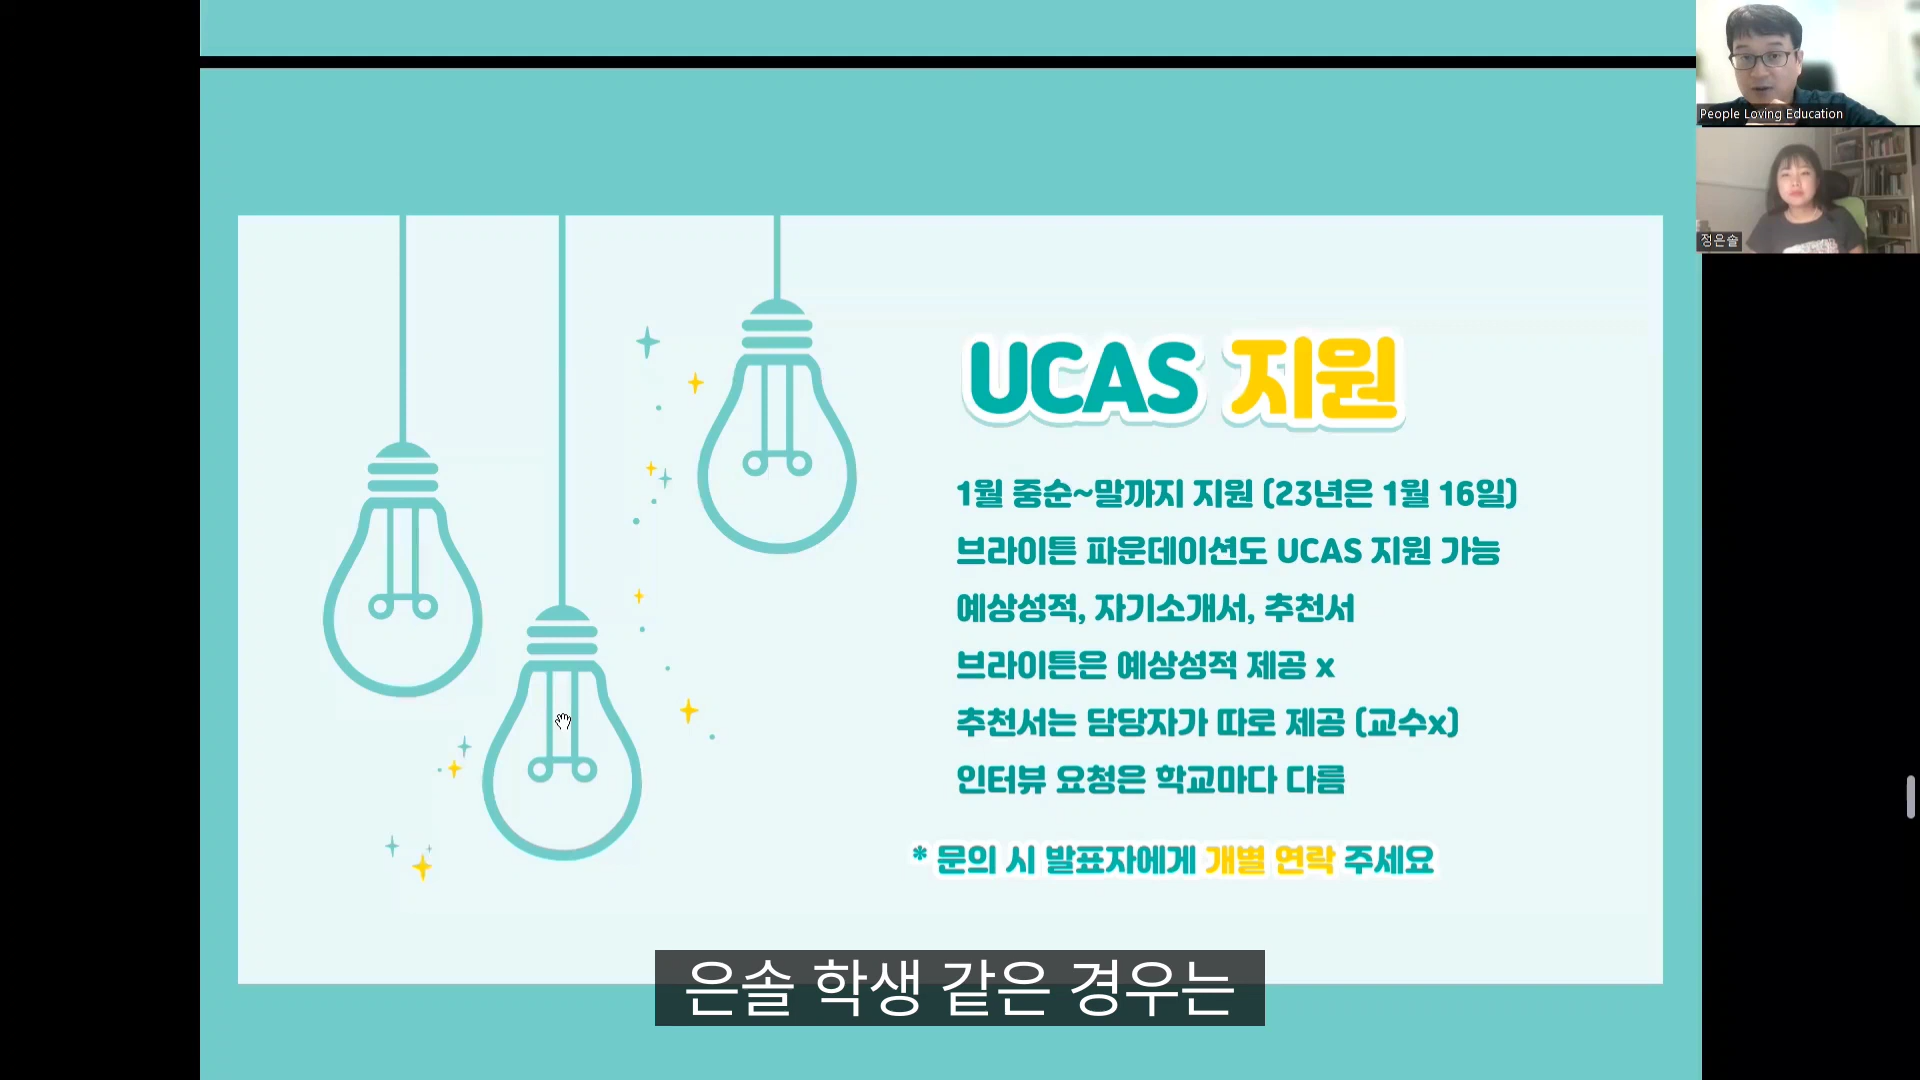 People Loving Education
정은솔
UCAS 지원
1월 중순~말까지 지원 (23년은 1월 16일)
브라이튼 파운데이션도 UCAS 지원 가능
예상성적, 자기소개서, 추천서
브라이튼은 예상성적 제공 x
추천서는 담당자가 따로 제공 (교수x)
인터뷰 요청은 학교마다 다름
* 문의 시 발표자에게 개별 연락 주세요
은솔 학생 같은 경우는